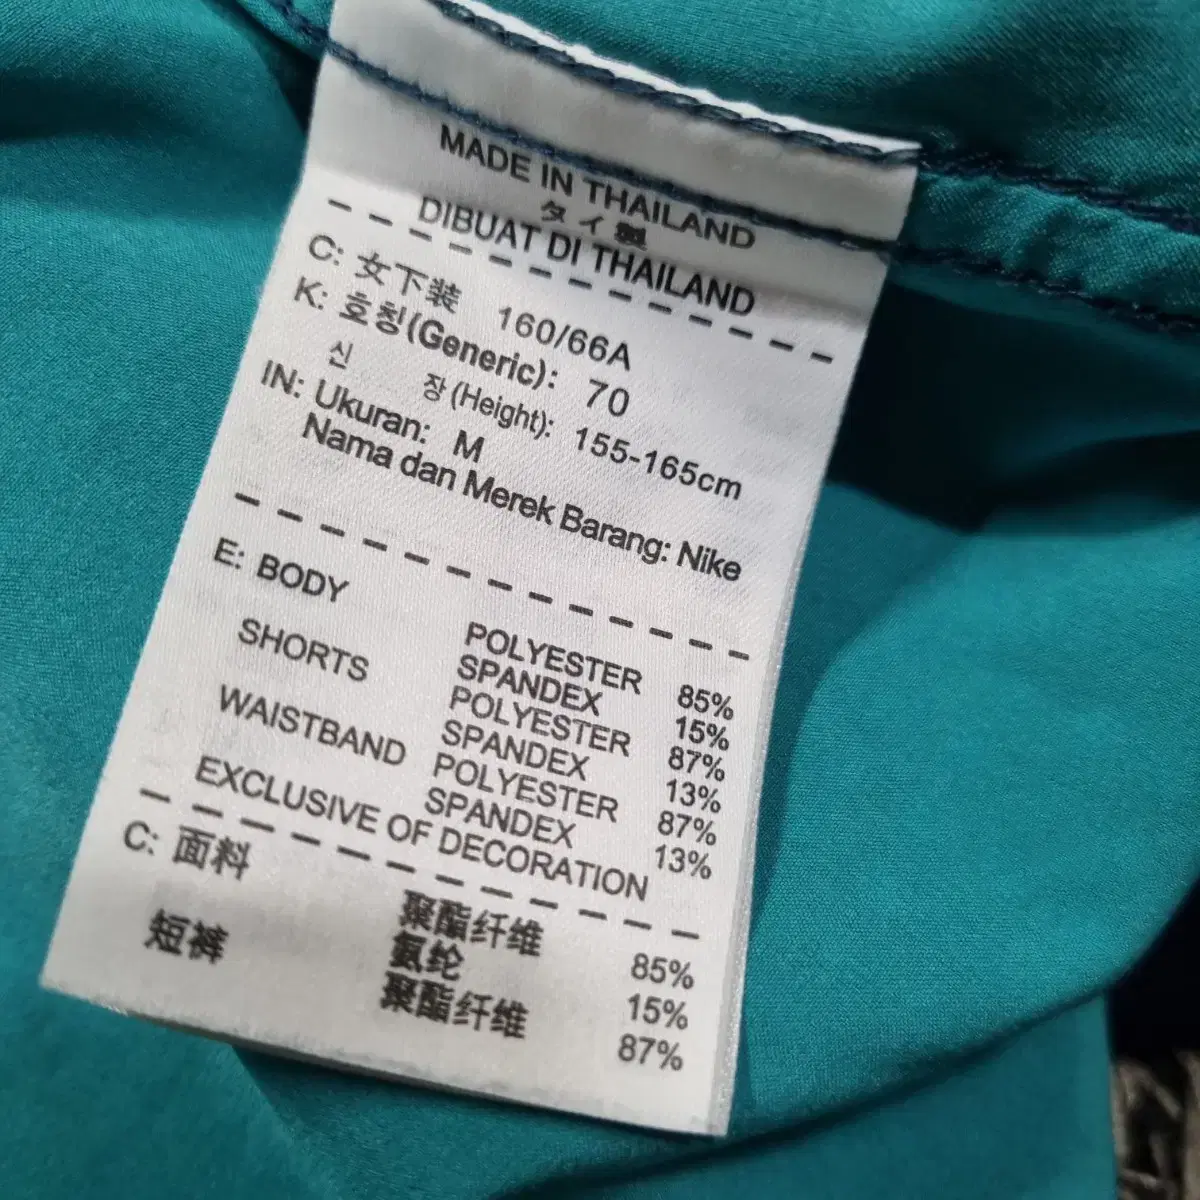 MADE IN THAILAND
タイ製
DIBUAT DI THAILAND
C: 女下装 160/66A
K: 호칭(Generic): 70
신 장(Height): 155-165cm
IN: Ukuran: M
Nama dan Merek Barang: Nike
E: BODY POLYESTER 85%
SPANDEX 15%
SHORTS POLYESTER 87%
SPANDEX 13%
WAISTBAND POLYESTER 87%
SPANDEX 13%
EXCLUSIVE OF DECORATION
C: 面料 聚酯纤维 85%
氨纶 15%
短裤 聚酯纤维 87%